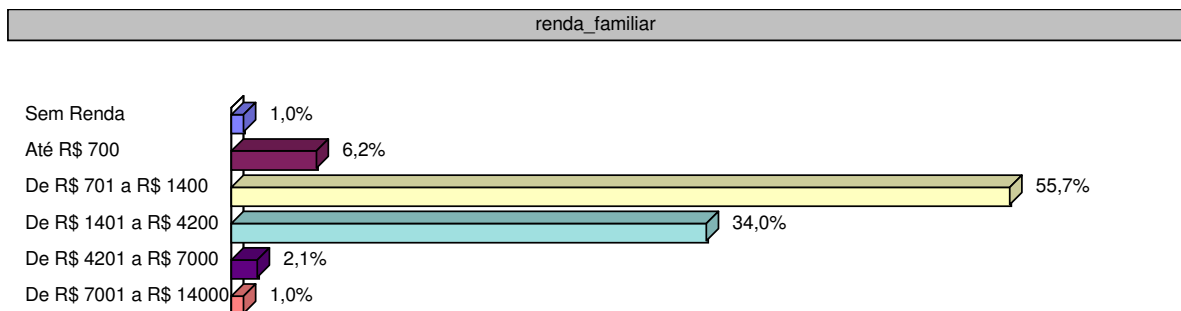 renda_familiar
Sem Renda 1,0%
Até R$ 700 6,2%
De R$ 701 a R$ 1400 55,7%
De R$ 1401 a R$ 4200 34,0%
De R$ 4201 a R$ 7000 2,1%
De R$ 7001 a R$ 14000 1,0%